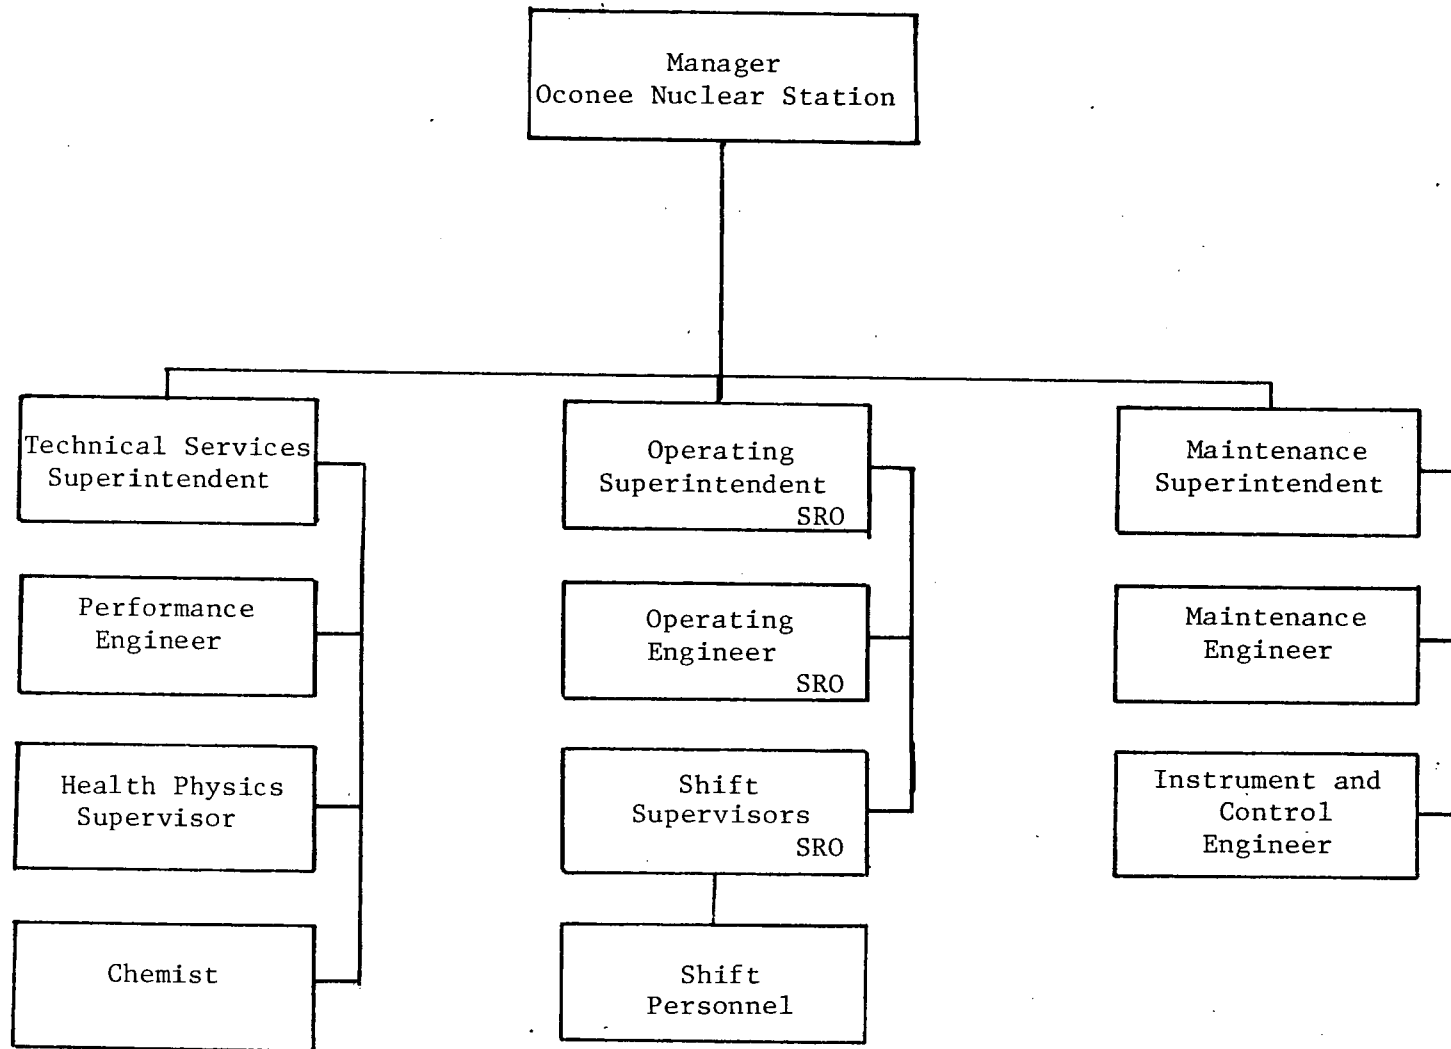 Manager
Oconee Nuclear Station
Technical Services
Superintendent
Operating
Superintendent
SRO
Maintenance
Superintendent
Performance
Engineer
Operating
Engineer
SRO
Maintenance
Engineer
Health Physics
Supervisor
Shift
Supervisors
SRO
Instrument and
Control
Engineer
Chemist
Shift
Personnel